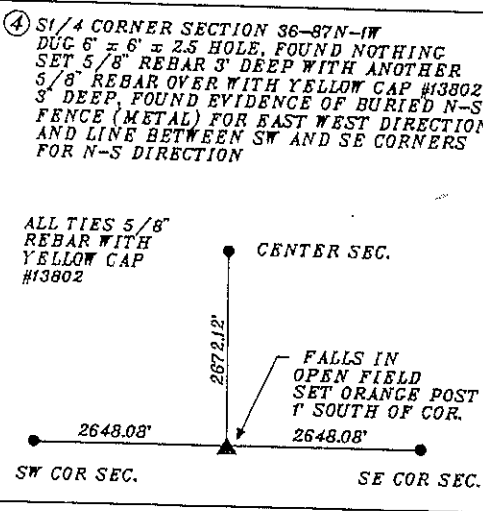 ④ S1/4 CORNER SECTION 36-87N-1W
DUG 6' x 6' x 2.5 HOLE, FOUND NOTHING
SET 5/8" REBAR 3' DEEP WITH ANOTHER
5/8" REBAR OVER WITH YELLOW CAP #13802
3" DEEP, FOUND EVIDENCE OF BURIED N-S
FENCE (METAL) FOR EAST WEST DIRECTION
AND LINE BETWEEN SW AND SE CORNERS
FOR N-S DIRECTION
ALL TIES 5/8"
REBAR WITH
YELLOW CAP
#13802
CENTER SEC.
2672.12'
FALLS IN
OPEN FIELD
SET ORANGE POST
1' SOUTH OF COR.
2648.08'
2648.08'
SW COR SEC.
SE COR SEC.